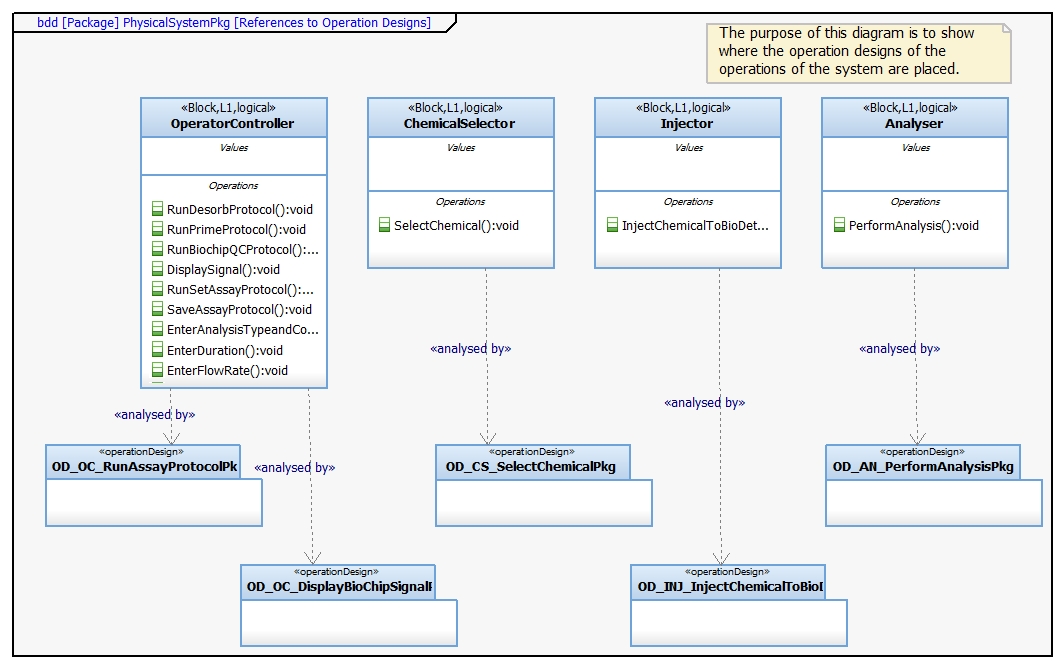 bdd [Package] PhysicalSystemPkg [References to Operation Designs]
The purpose of this diagram is to show
where the operation designs of the
operations of the system are placed.
«Block,L1,logical»
OperatorController
Values
Operations
RunDesorbProtocol():void
RunPrimeProtocol():void
RunBiochipQCProtocol():...
DisplaySignal():void
RunSetAssayProtocol():...
SaveAssayProtocol():void
EnterAnalysisTypeandCo...
EnterDuration():void
EnterFlowRate():void
«Block,L1,logical»
ChemicalSelector
Values
Operations
SelectChemical():void
«Block,L1,logical»
Injector
Values
Operations
InjectChemicalToBioDet...
«Block,L1,logical»
Analyser
Values
Operations
PerformAnalysis():void
«analysed by»
«analysed by»
«analysed by»
«analysed by»
«analysed by»
«operationDesign»
OD_OC_RunAssayProtocolPk
«operationDesign»
OD_CS_SelectChemicalPkg
«operationDesign»
OD_AN_PerformAnalysisPkg
«operationDesign»
OD_OC_DisplayBioChipSignal
«operationDesign»
OD_INJ_InjectChemicalToBio